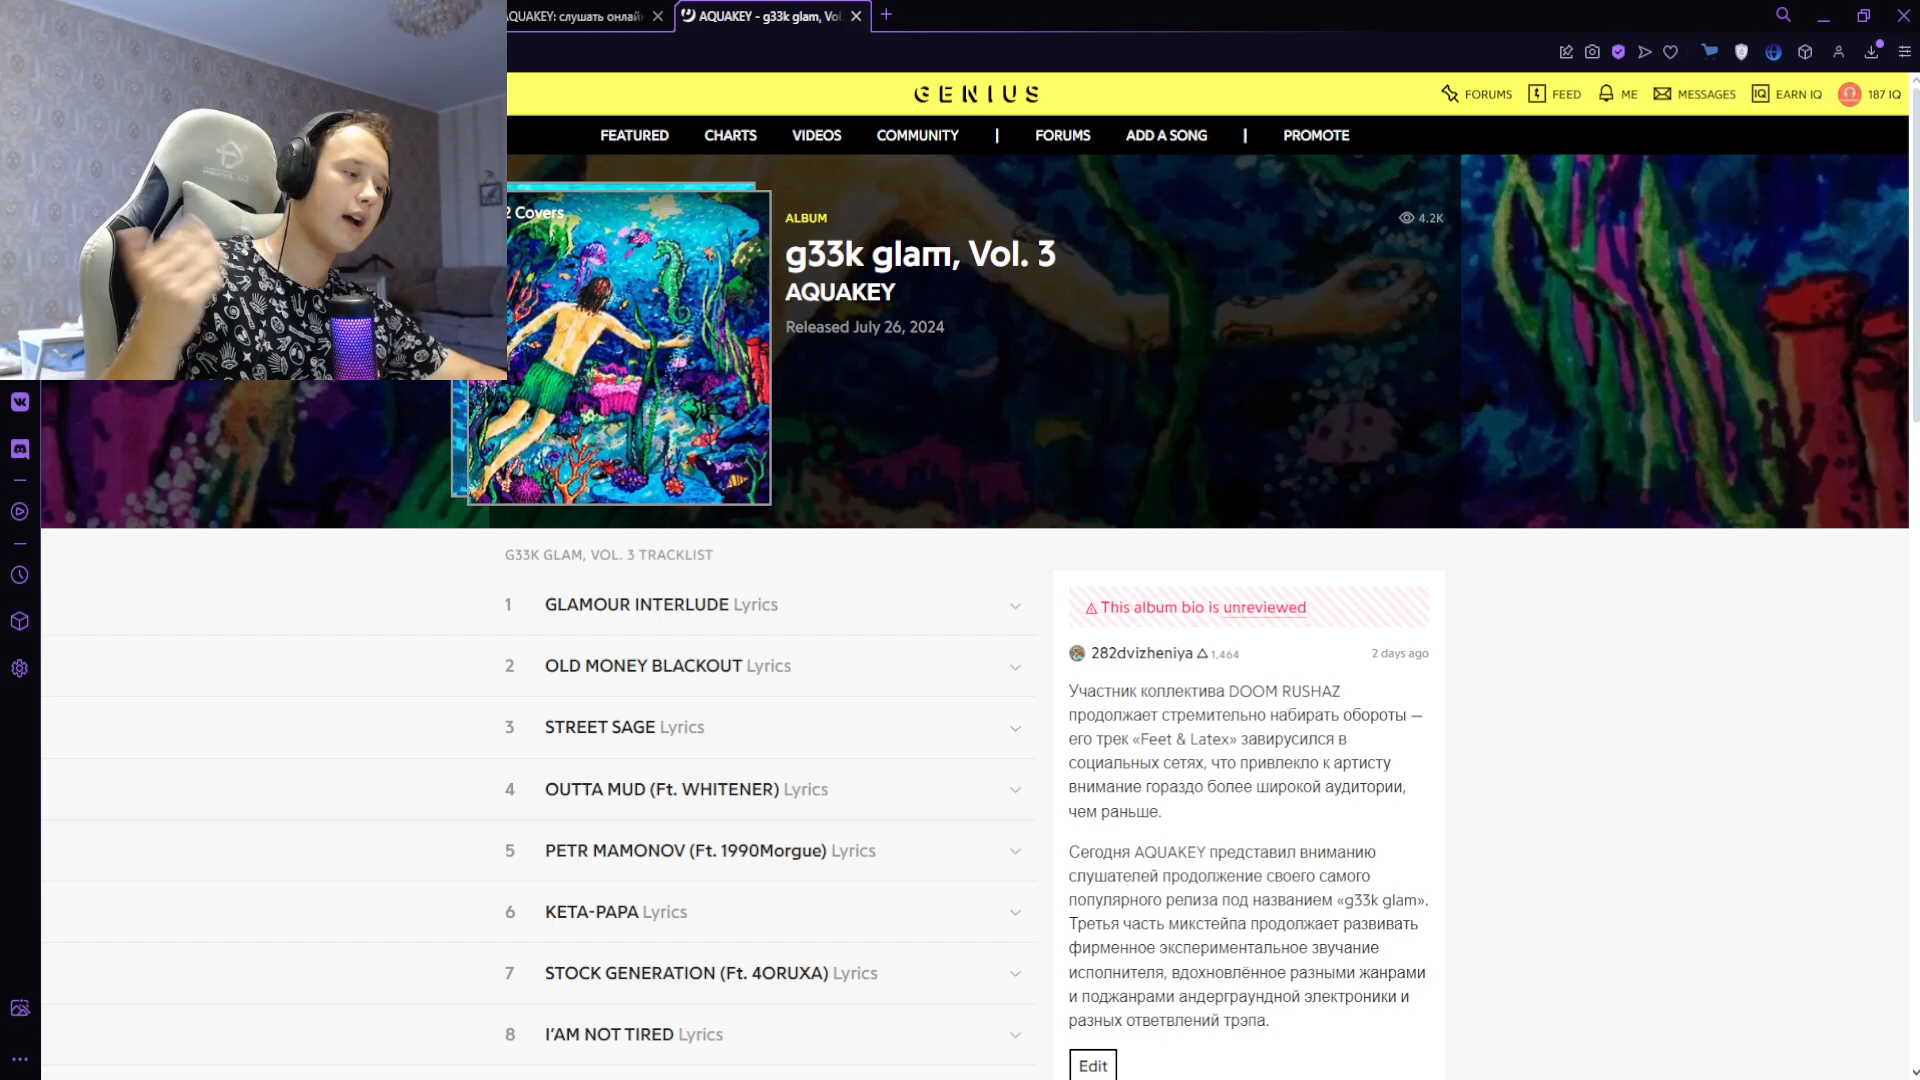 AQUAKEY: слушать онлай
AQUAKEY - g33k glam, Vol.
GENIUS
FORUMS
FEED
ME
MESSAGES
IQ EARN IQ
187 IQ
FEATURED
CHARTS
VIDEOS
COMMUNITY
|
FORUMS
ADD A SONG
|
PROMOTE
2 Covers
ALBUM
4.2K
g33k glam, Vol. 3
AQUAKEY
Released July 26, 2024
G33K GLAM, VOL. 3 TRACKLIST
1 GLAMOUR INTERLUDE Lyrics
2 OLD MONEY BLACKOUT Lyrics
3 STREET SAGE Lyrics
4 OUTTA MUD (Ft. WHITENER) Lyrics
5 PETR MAMONOV (Ft. 1990Morgue) Lyrics
6 KETA-PAPA Lyrics
7 STOCK GENERATION (Ft. 4ORUXA) Lyrics
8 I’AM NOT TIRED Lyrics
This album bio is unreviewed
282dvizheniya 1,464
2 days ago
Участник коллектива DOOM RUSHAZ
продолжает стремительно набирать обороты —
его трек «Feet & Latex» завирусился в
социальных сетях, что привлекло к артисту
внимание гораздо более широкой аудитории,
чем раньше.
Сегодня AQUAKEY представил вниманию
слушателей продолжение своего самого
популярного релиза под названием «g33k glam».
Третья часть микстейпа продолжает развивать
фирменное экспериментальное звучание
исполнителя, вдохновлённое разными жанрами
и поджанрами андерграундной электроники и
разных ответвлений трэпа.
Edit